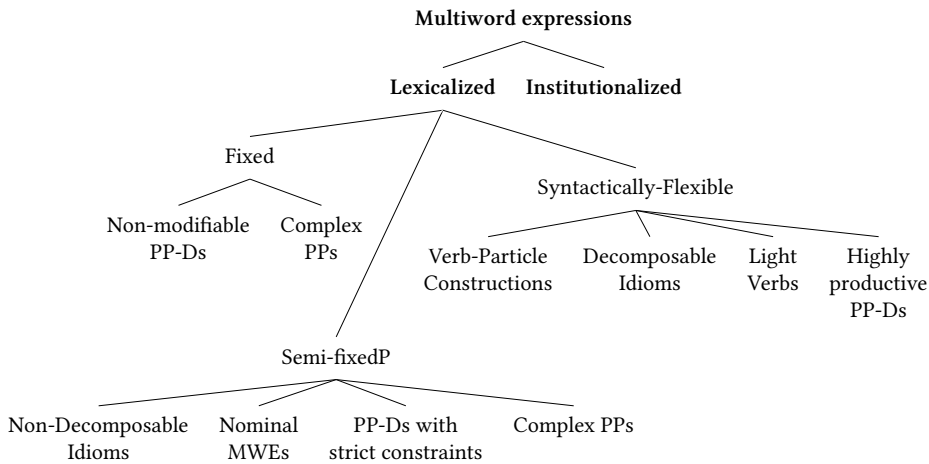 Multiword expressions
Lexicalized Institutionalized
Fixed
Syntactically-Flexible
Non-modifiable
PP-Ds
Complex
PPs
Verb-Particle
Constructions
Decomposable
Idioms
Light
Verbs
Highly
productive
PP-Ds
Semi-fixedP
Non-Decomposable
Idioms
Nominal
MWEs
PP-Ds with
strict constraints
Complex PPs